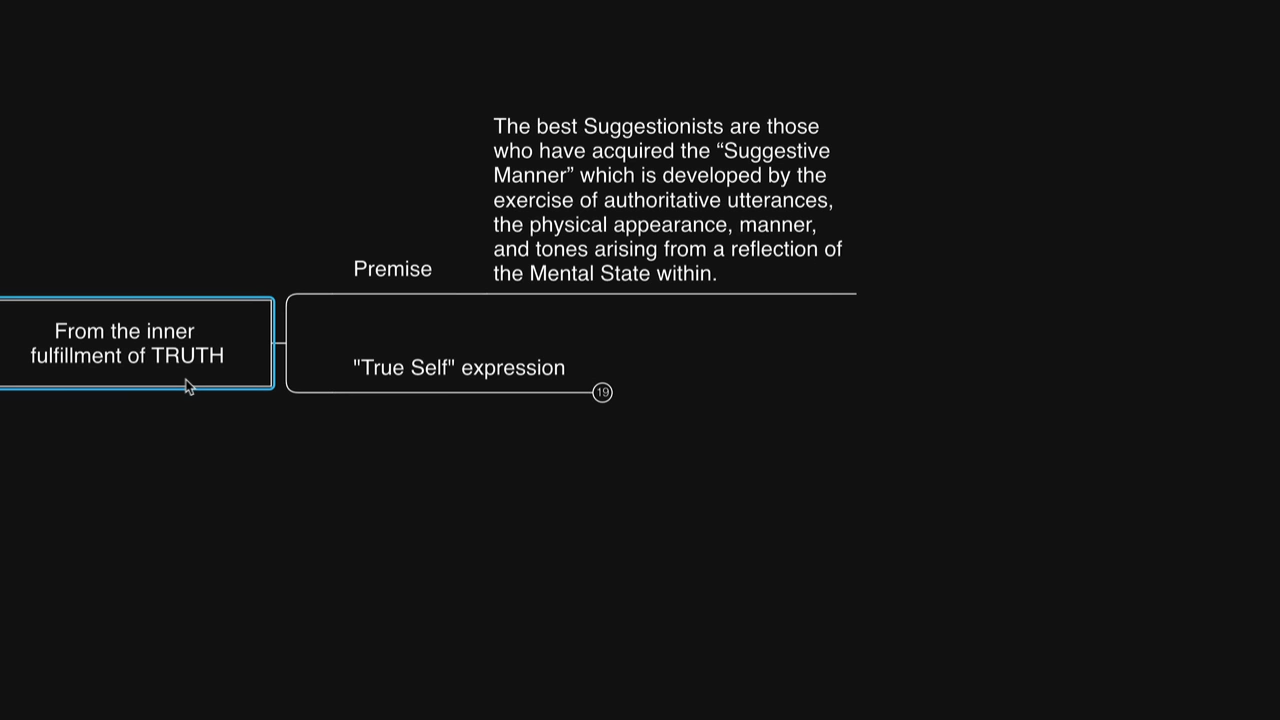 The best Suggestionists are those
who have acquired the “Suggestive
Manner” which is developed by the
exercise of authoritative utterances,
the physical appearance, manner,
and tones arising from a reflection of
the Mental State within.
Premise
From the inner
fulfillment of TRUTH
"True Self" expression
19